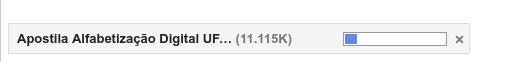 Apostila Alfabetização Digital UF... (11.115K) ×